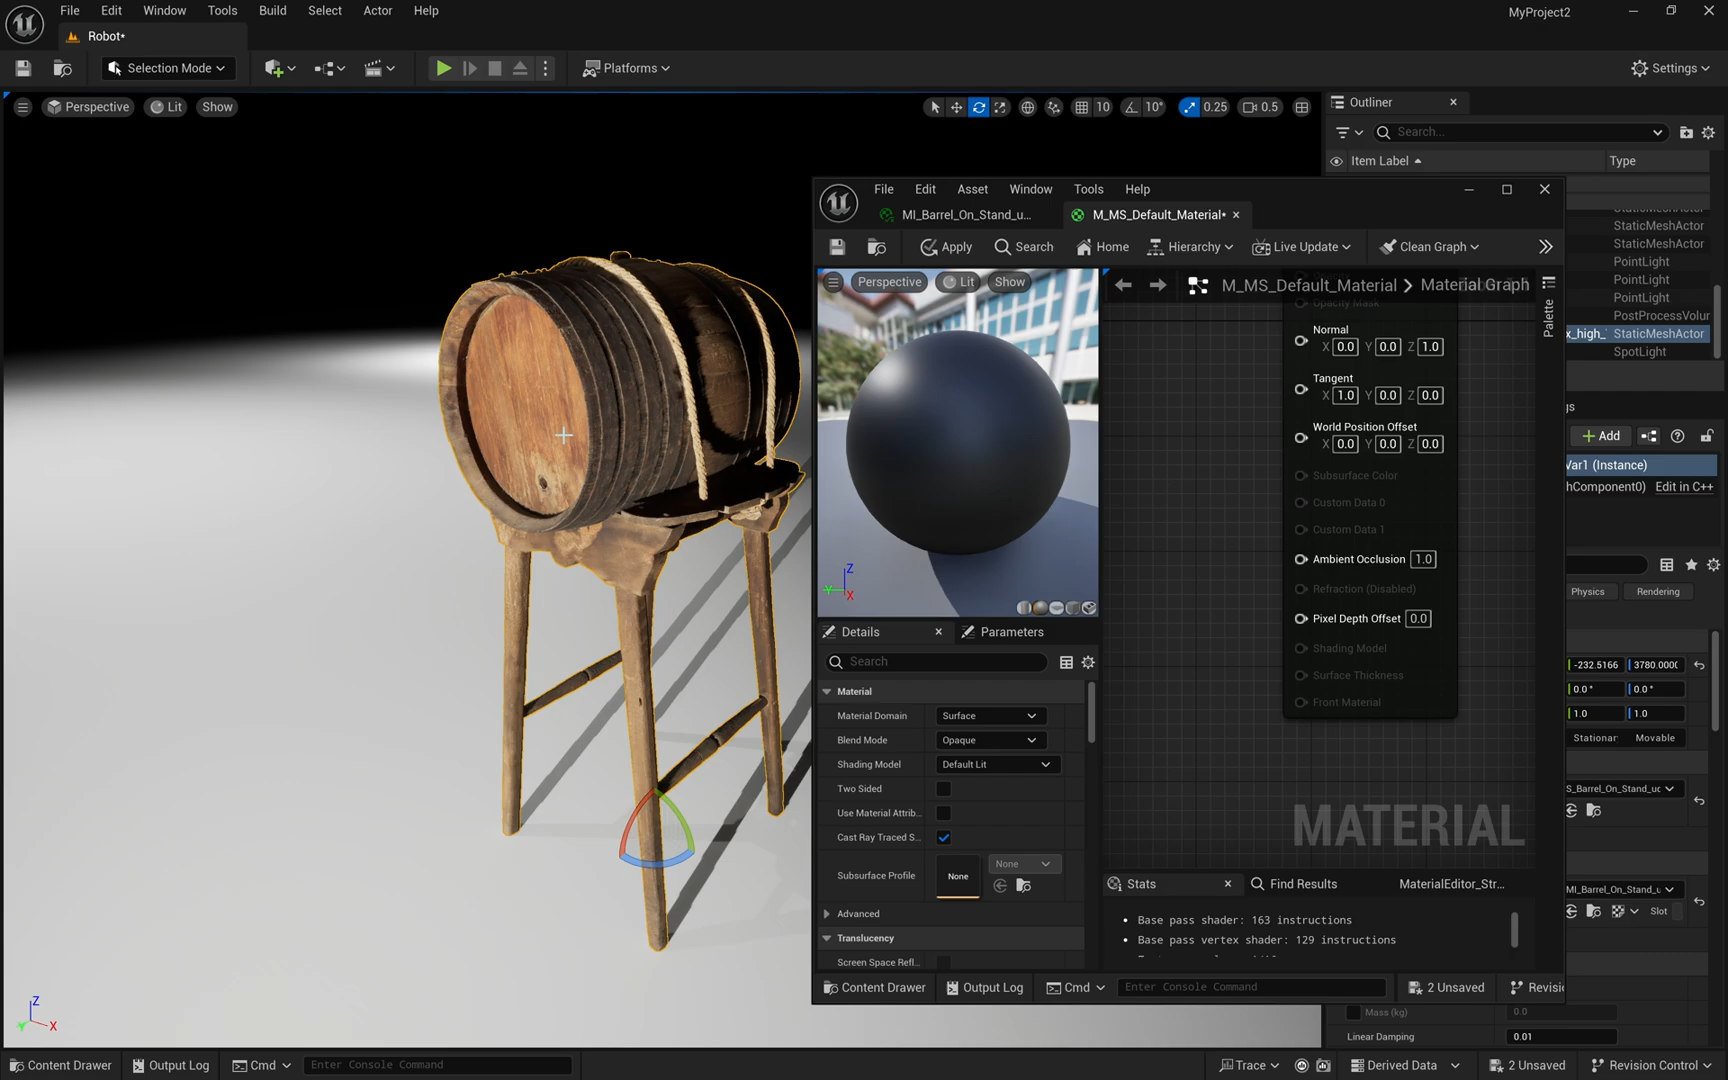 File Edit Window Tools Build Select Actor Help
MyProject2
Robot*
Selection Mode
Platforms
Settings
Perspective Lit Show
10 10° 0.25 0.5
Outliner
Search...
Item Label Type
StaticMeshActor
StaticMeshActor
PointLight
PointLight
PointLight
PostProcessVolur
x_high_ StaticMeshActor
SpotLight
Add
Var1 (Instance)
hComponent0) Edit in C++
Physics Rendering
-232.5166 3780.000(
0.0° 0.0°
1.0 1.0
Stationar Movable
S_Barrel_On_Stand_uc
MI_Barrel_On_Stand_u
Slot
Mass (kg) 0.0
Linear Damping 0.01
File Edit Asset Window Tools Help
MI_Barrel_On_Stand_u... M_MS_Default_Material*
Apply Search Home Hierarchy Live Update Clean Graph
Perspective Lit Show
M_MS_Default_Material Material Graph
Palette
Opacity Mask
Normal
X 0.0 Y 0.0 Z 1.0
Tangent
X 1.0 Y 0.0 Z 0.0
World Position Offset
X 0.0 Y 0.0 Z 0.0
Subsurface Color
Custom Data 0
Custom Data 1
Ambient Occlusion 1.0
Refraction (Disabled)
Pixel Depth Offset 0.0
Shading Model
Surface Thickness
Front Material
MATERIAL
Z
Y
X
Details Parameters
Search
Material
Material Domain Surface
Blend Mode Opaque
Shading Model Default Lit
Two Sided
Use Material Attrib...
Cast Ray Traced S...
Subsurface Profile None None
Advanced
Translucency
Screen Space Refl...
Stats Find Results MaterialEditor_Str...
Base pass shader: 163 instructions
Base pass vertex shader: 129 instructions
Content Drawer Output Log Cmd Enter Console Command 2 Unsaved Revisi
Z
Y
X
Content Drawer Output Log Cmd Enter Console Command
Trace Derived Data 2 Unsaved Revision Control